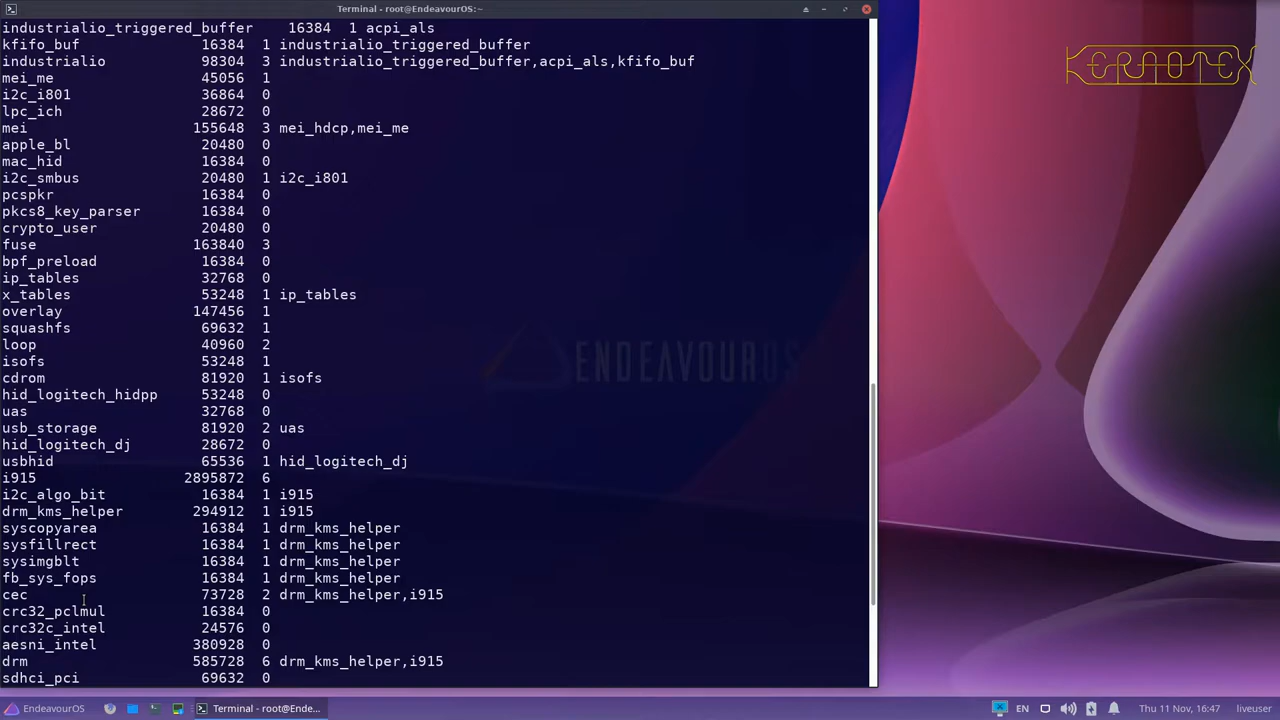 Terminal - root@EndeavourOS:~
industrialio_triggered_buffer    16384  1 acpi_als
kfifo_buf              16384  1 industrialio_triggered_buffer
industrialio           98304  3 industrialio_triggered_buffer,acpi_als,kfifo_buf
mei_me                 45056  1
i2c_i801               36864  0
lpc_ich                28672  0
mei                   155648  3 mei_hdcp,mei_me
apple_bl               20480  0
mac_hid                16384  0
i2c_smbus              20480  1 i2c_i801
pcspkr                 16384  0
pkcs8_key_parser       16384  0
crypto_user            20480  0
fuse                  163840  3
bpf_preload            16384  0
ip_tables              32768  0
x_tables               53248  1 ip_tables
overlay               147456  1
squashfs               69632  1
loop                   40960  2
isofs                  53248  1
cdrom                  81920  1 isofs
hid_logitech_hidpp     53248  0
uas                    32768  0
usb_storage            81920  2 uas
hid_logitech_dj        28672  0
usbhid                 65536  1 hid_logitech_dj
i915                 2895872  6
i2c_algo_bit           16384  1 i915
drm_kms_helper        294912  1 i915
syscopyarea            16384  1 drm_kms_helper
sysfillrect            16384  1 drm_kms_helper
sysimgblt              16384  1 drm_kms_helper
fb_sys_fops            16384  1 drm_kms_helper
cec                    73728  2 drm_kms_helper,i915
crc32_pclmul           16384  0
crc32c_intel           24576  0
aesni_intel           380928  0
drm                   585728  6 drm_kms_helper,i915
sdhci_pci              69632  0
ENDEAVOUROS
EndeavourOS
Terminal - root@Ende...
EN
Thu 11 Nov, 16:47
liveuser